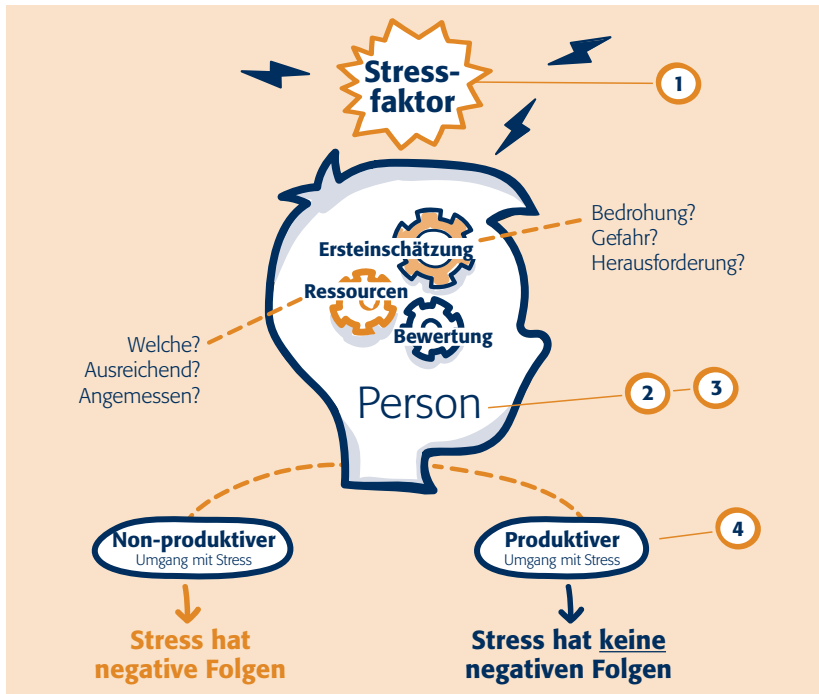 Stress-
faktor
1
Bedrohung?
Gefahr?
Herausforderung?
Ersteinschätzung
Ressourcen
Bewertung
Welche?
Ausreichend?
Angemessen?
Person
2
3
Non-produktiver
Umgang mit Stress
Produktiver
Umgang mit Stress
4
Stress hat
negative Folgen
Stress hat keine
negativen Folgen